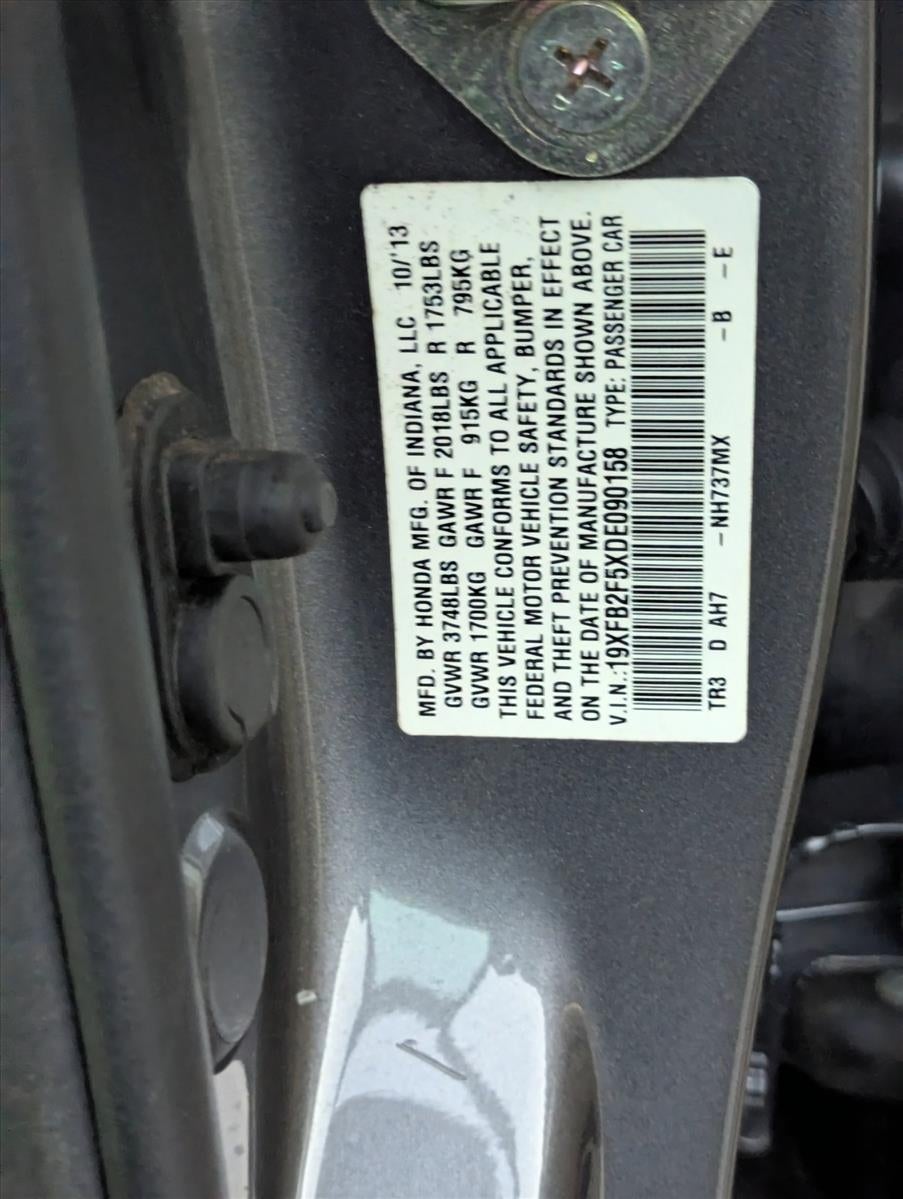 MFD. BY HONDA MFG. OF INDIANA, LLC 10/'13
GVWR 3748LBS GAWR F 2018LBS R 1753LBS
GVWR 1700KG GAWR F 915KG R 795KG
THIS VEHICLE CONFORMS TO ALL APPLICABLE
FEDERAL MOTOR VEHICLE SAFETY, BUMPER,
AND THEFT PREVENTION STANDARDS IN EFFECT
ON THE DATE OF MANUFACTURE SHOWN ABOVE.
V.I.N.:19XFB2F5XDE090158 TYPE: PASSENGER CAR
TR3 D AH7 -NH737MX -B -E